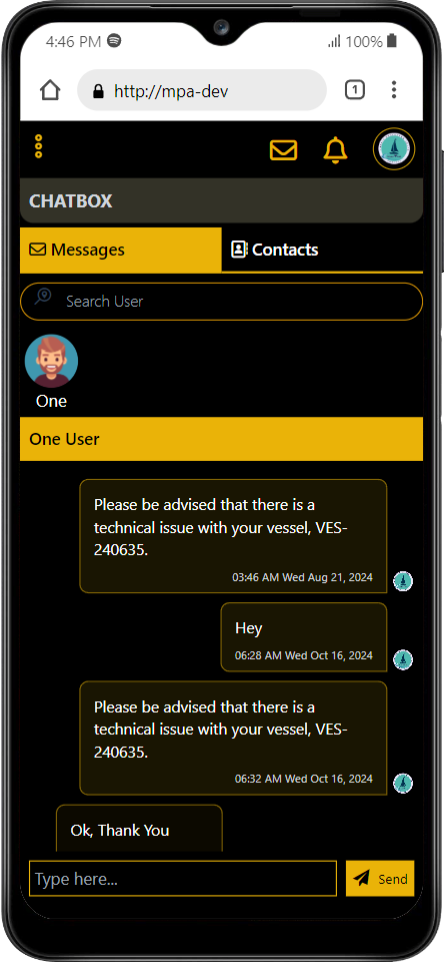 4:46 PM
100%
http://mpa-dev
1
CHATBOX
Messages
Contacts
Search User
One
One User
Please be advised that there is a
technical issue with your vessel, VES-
240635.
03:46 AM Wed Aug 21, 2024
Hey
06:28 AM Wed Oct 16, 2024
Please be advised that there is a
technical issue with your vessel, VES-
240635.
06:32 AM Wed Oct 16, 2024
Ok, Thank You
Type here...
Send